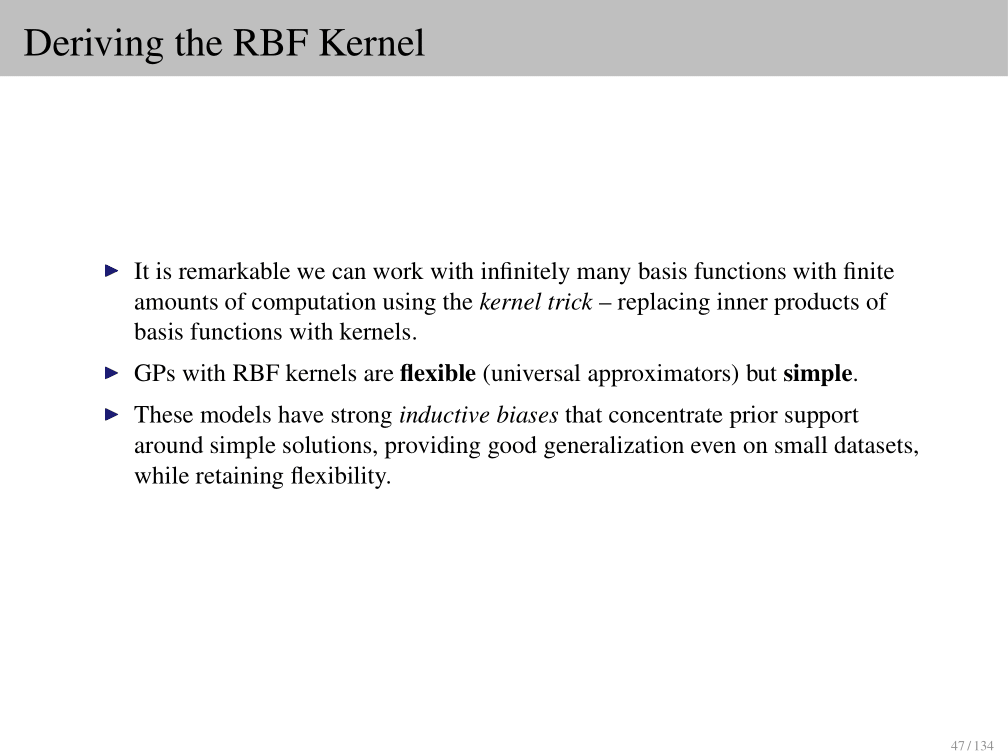 Deriving the RBF Kernel
▶ It is remarkable we can work with infinitely many basis functions with finite
amounts of computation using the kernel trick – replacing inner products of
basis functions with kernels.
▶ GPs with RBF kernels are flexible (universal approximators) but simple.
▶ These models have strong inductive biases that concentrate prior support
around simple solutions, providing good generalization even on small datasets,
while retaining flexibility.
47 / 134